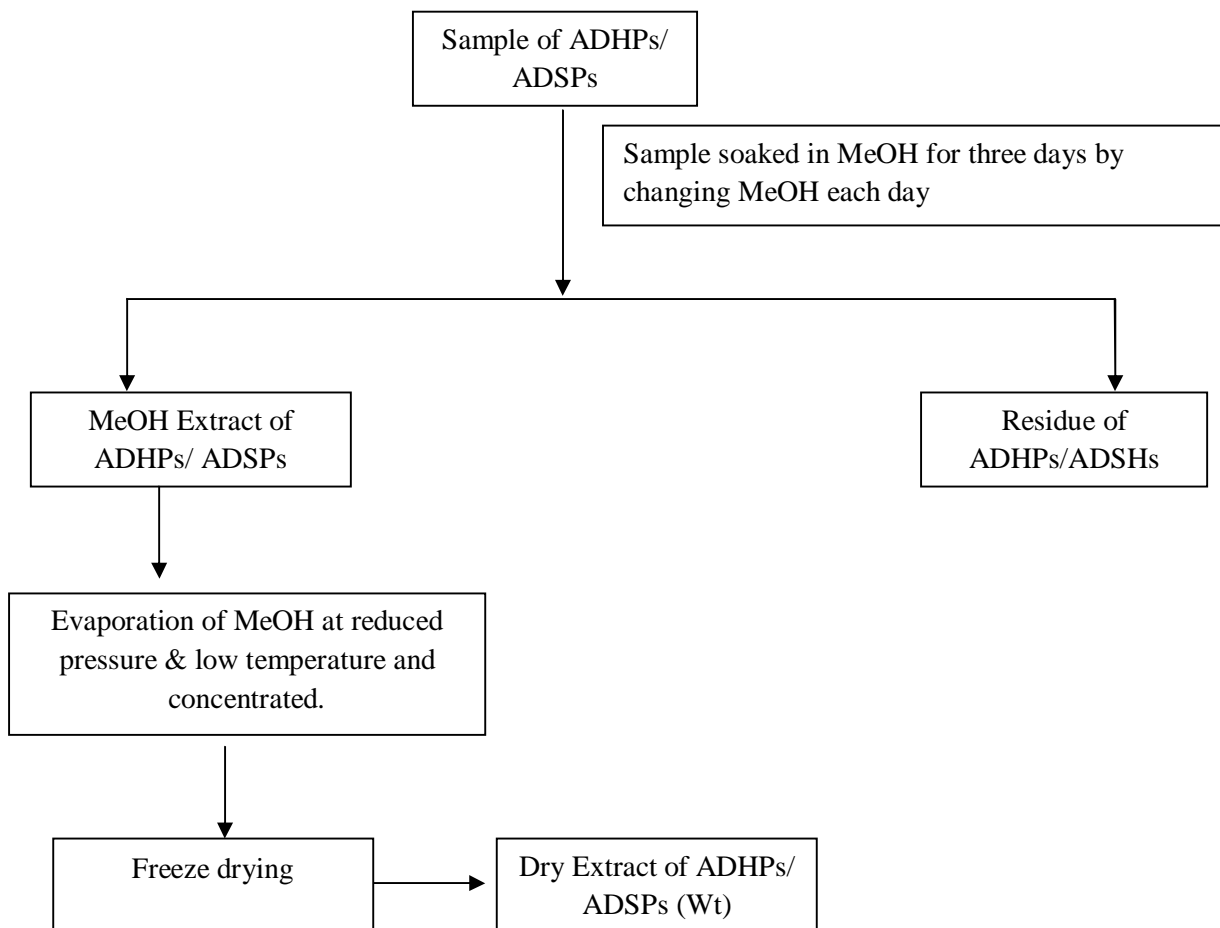 Sample of ADHPs/
ADSPs
Sample soaked in MeOH for three days by
changing MeOH each day
MeOH Extract of
ADHPs/ ADSPs
Residue of
ADHPs/ADSHs
Evaporation of MeOH at reduced
pressure & low temperature and
concentrated.
Freeze drying
Dry Extract of ADHPs/
ADSPs (Wt)